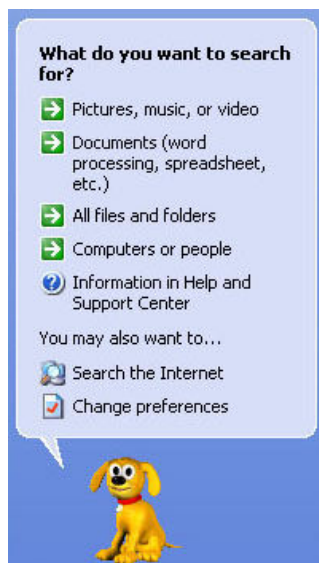 What do you want to search
for?
Pictures, music, or video
Documents (word
processing, spreadsheet,
etc.)
All files and folders
Computers or people
Information in Help and
Support Center
You may also want to...
Search the Internet
Change preferences